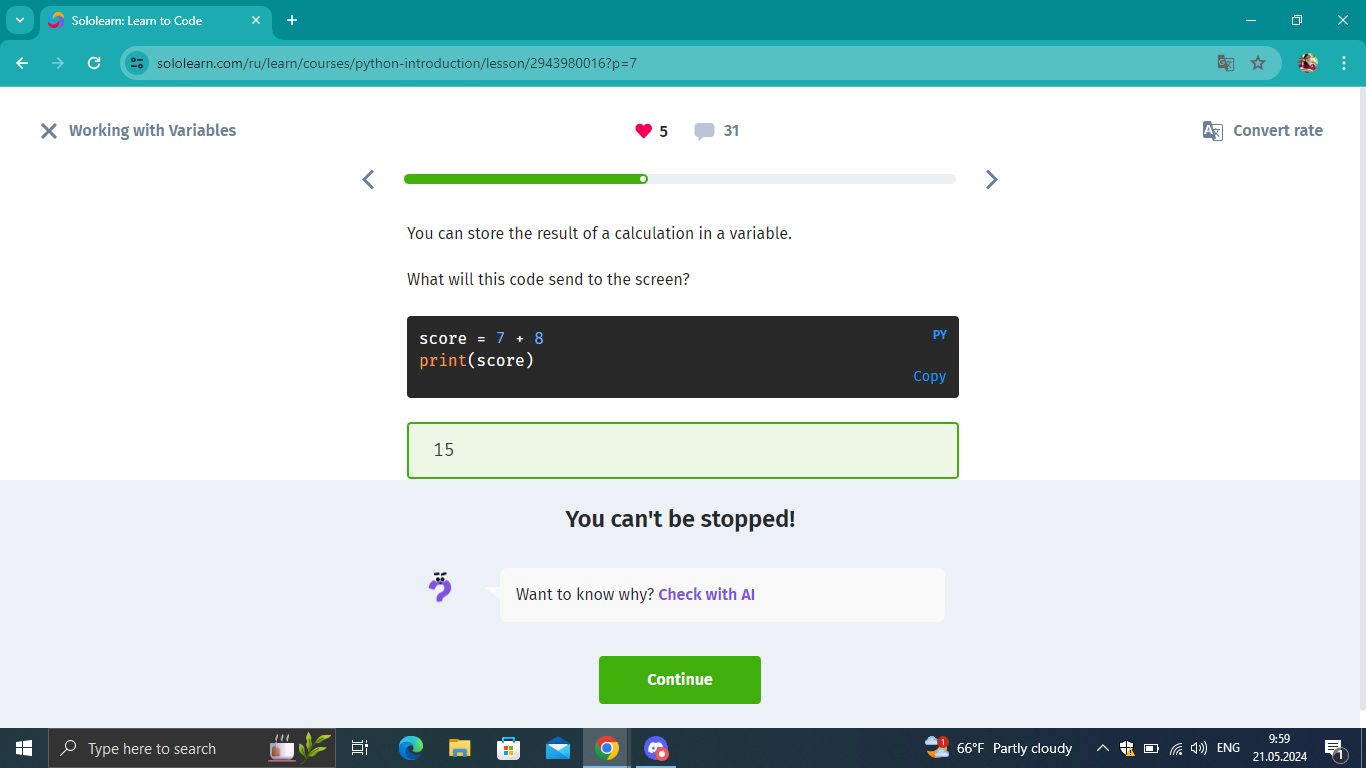 Sololearn: Learn to Code
sololearn.com/ru/learn/courses/python-introduction/lesson/2943980016?p=7
Working with Variables
5
31
Convert rate
You can store the result of a calculation in a variable.
What will this code send to the screen?
score = 7 + 8
PY
print(score)
Copy
15
You can't be stopped!
Want to know why? Check with AI
Continue
Type here to search
1
66°F Partly cloudy
ENG
9:59
21.05.2024
1